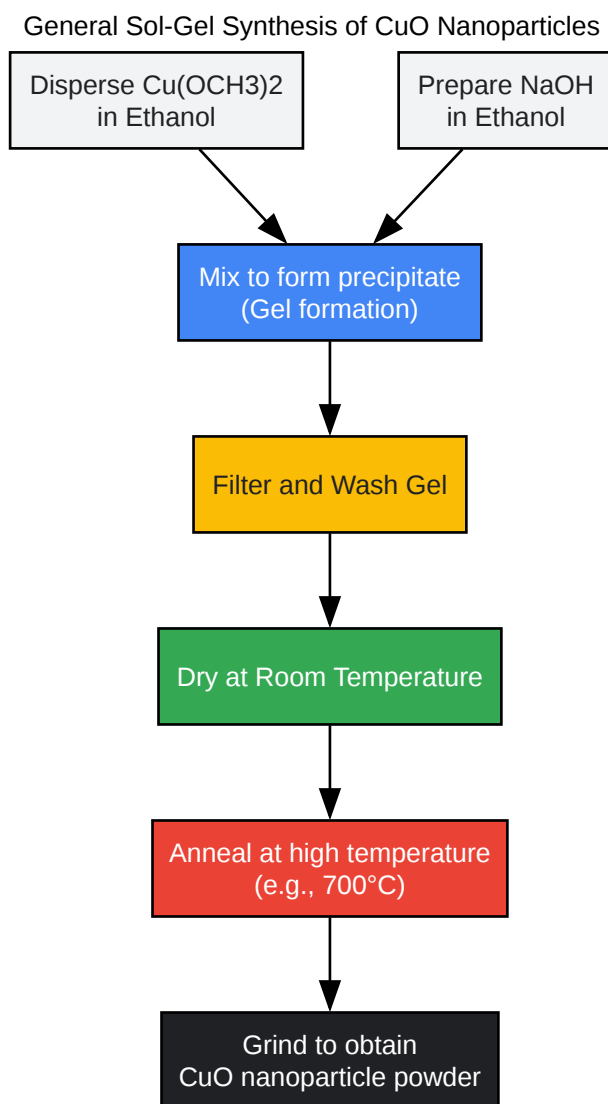 General Sol-Gel Synthesis of CuO Nanoparticles
Disperse Cu(OCH3)2
in Ethanol
Prepare NaOH
in Ethanol
Mix to form precipitate
(Gel formation)
Filter and Wash Gel
Dry at Room Temperature
Anneal at high temperature
(e.g., 700°C)
Grind to obtain
CuO nanoparticle powder